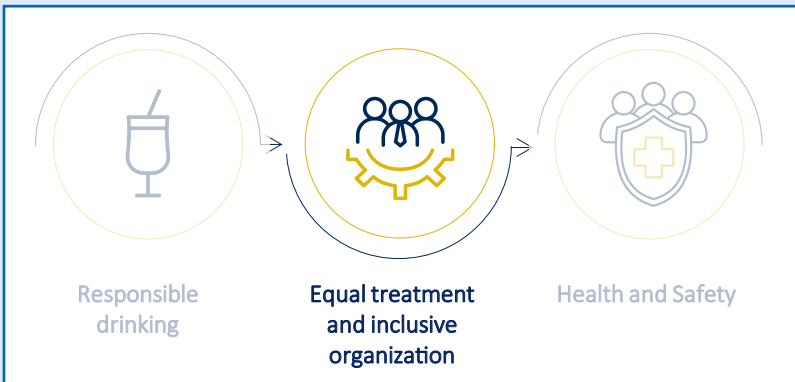 Responsible
drinking
Equal treatment
and inclusive
organization
Health and Safety